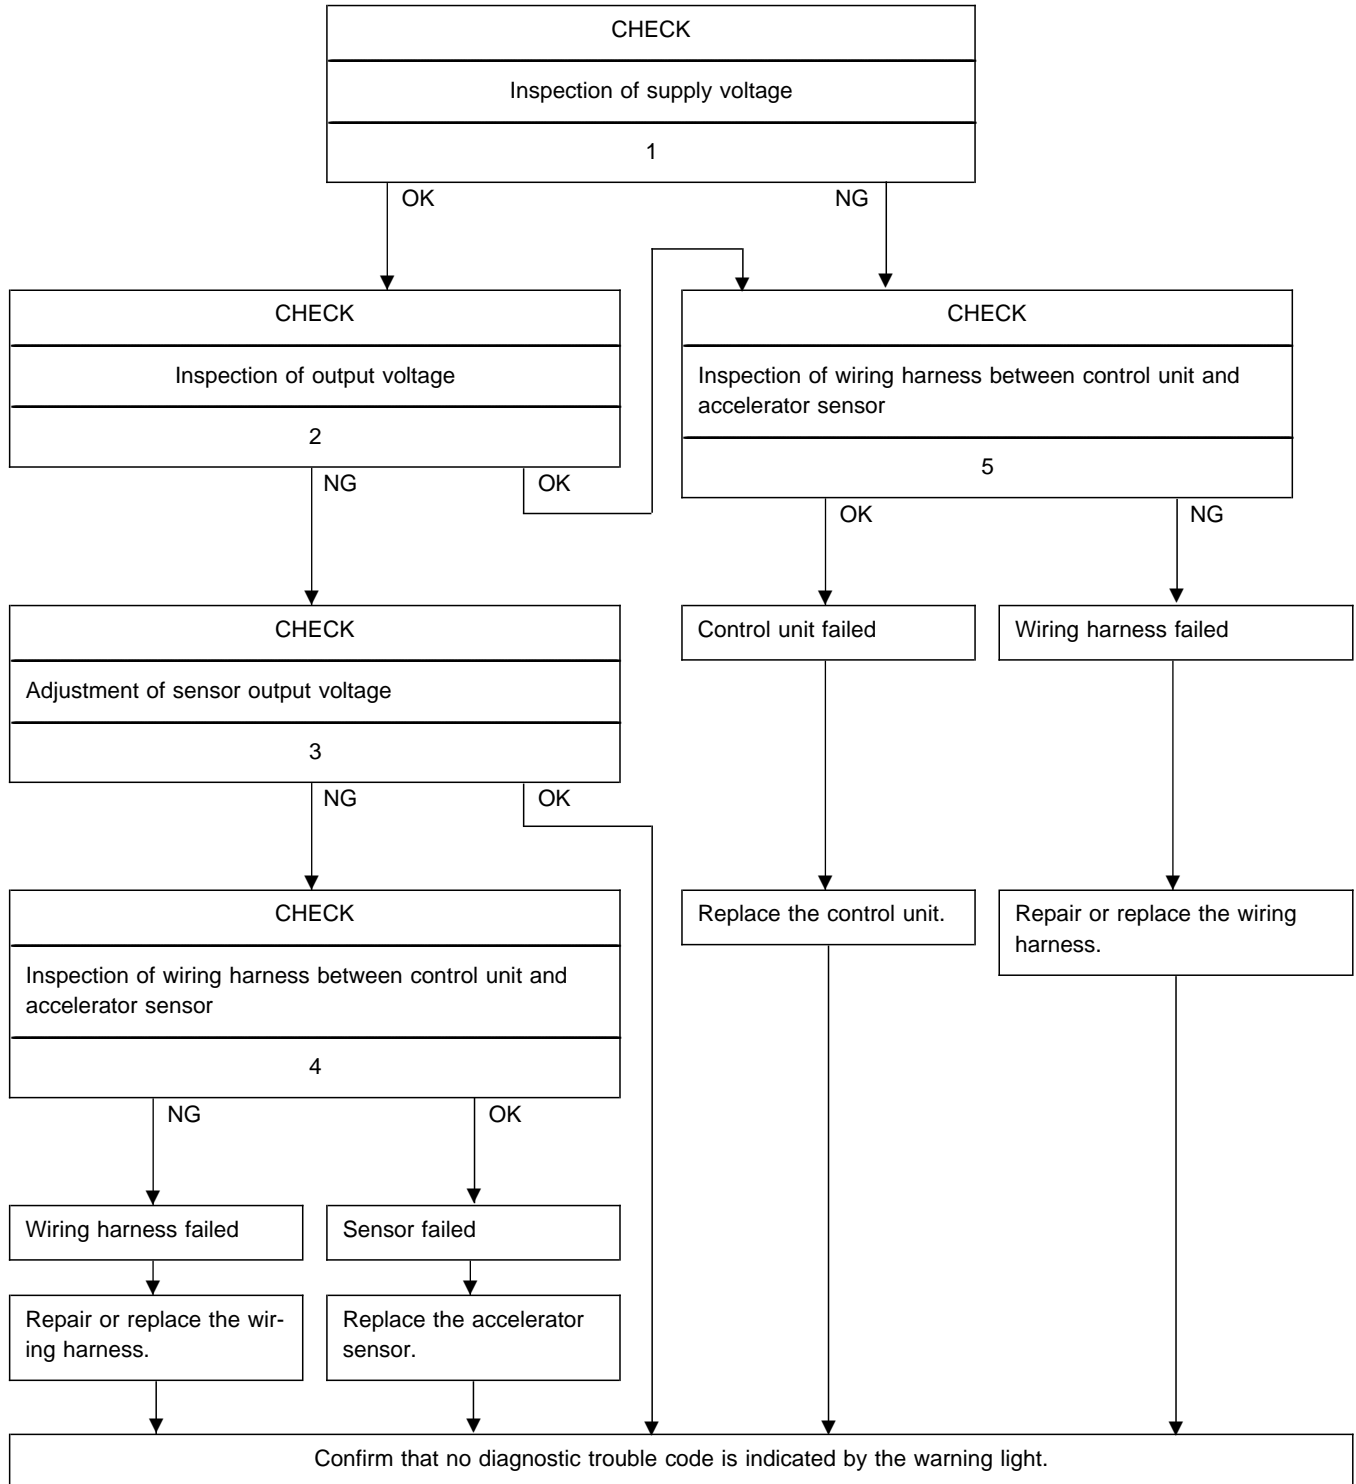 CHECK
Inspection of supply voltage
1
OK
NG
CHECK
Inspection of output voltage
2
NG
OK
CHECK
Inspection of wiring harness between control unit and
accelerator sensor
5
OK
NG
CHECK
Adjustment of sensor output voltage
3
NG
OK
Control unit failed
Wiring harness failed
CHECK
Inspection of wiring harness between control unit and
accelerator sensor
4
NG
OK
Replace the control unit.
Repair or replace the wiring
harness.
Wiring harness failed
Sensor failed
Repair or replace the wir-
ing harness.
Replace the accelerator
sensor.
Confirm that no diagnostic trouble code is indicated by the warning light.